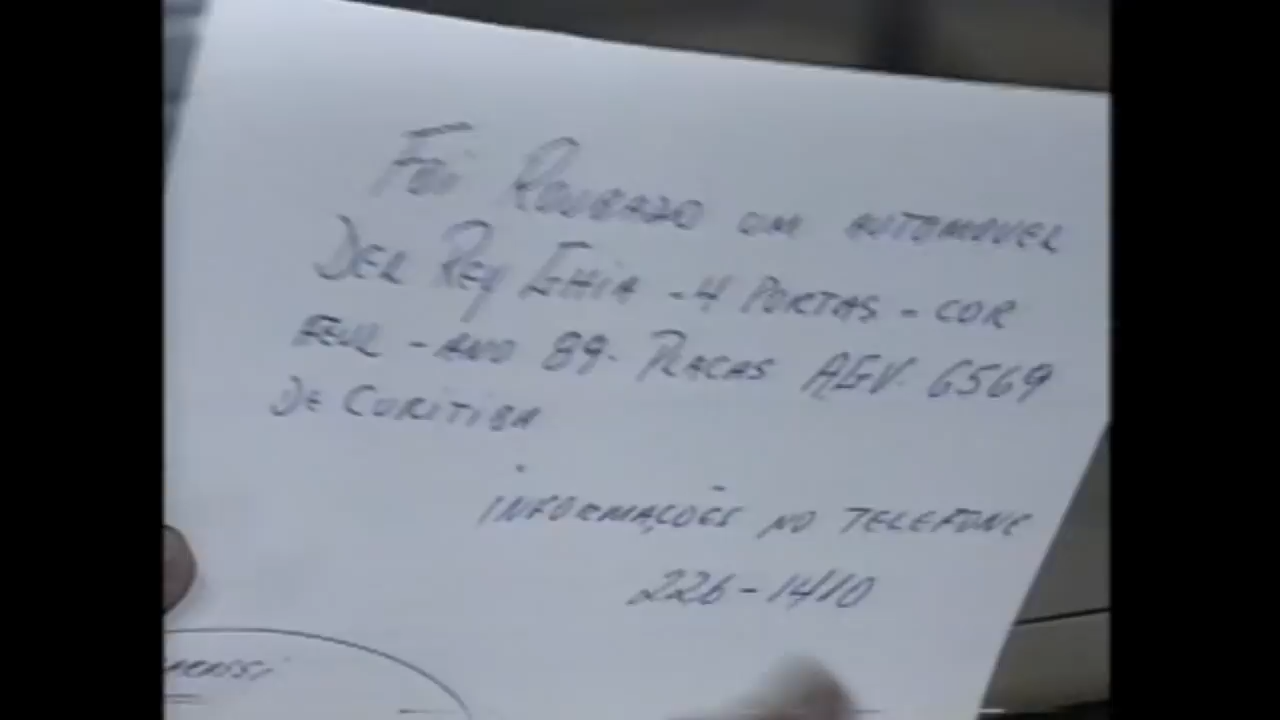 Foi ROUBADO UM AUTOMOVEL
DEL REY GHIA - 4 PORTAS - COR
AZUL - ANO 89 - PLACAS AGV 6569
DE CURITIBA
INFORMAÇÕES NO TELEFONE
226-1410